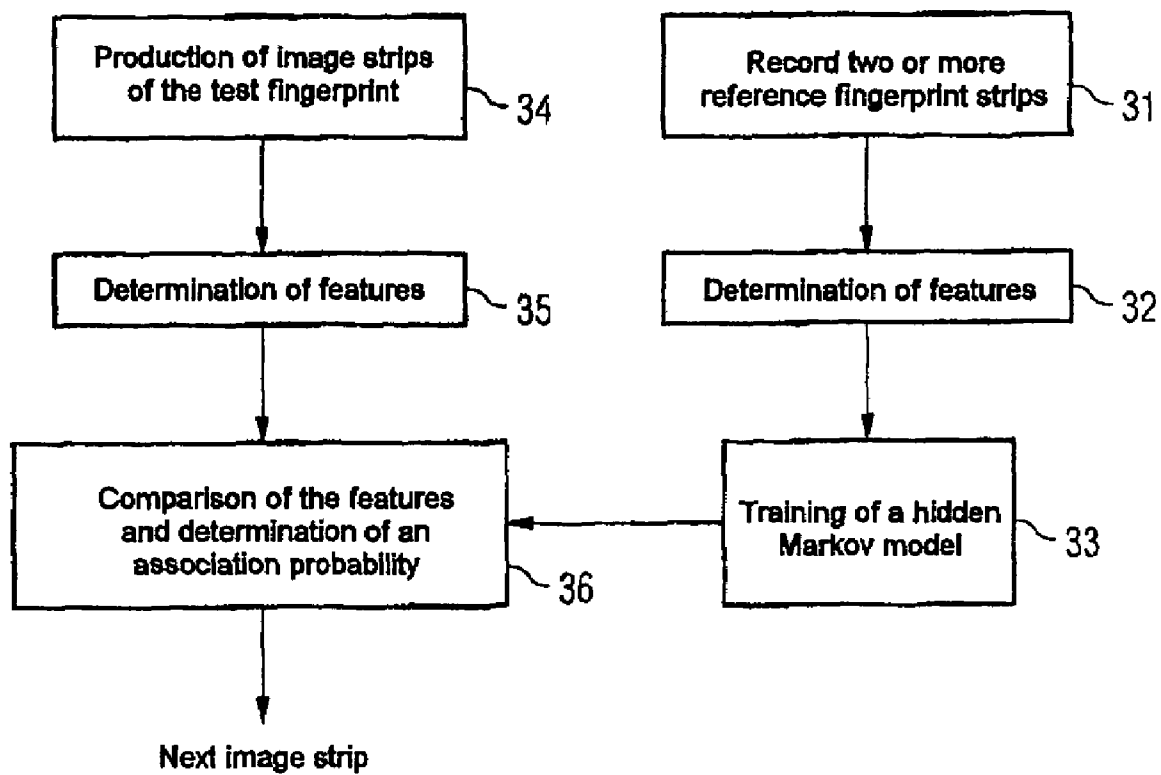 Production of image strips
of the test fingerprint
34
Record two or more
reference fingerprint strips
31
Determination of features
35
Determination of features
32
Comparison of the features
and determination of an
association probability
36
Training of a hidden
Markov model
33
Next image strip